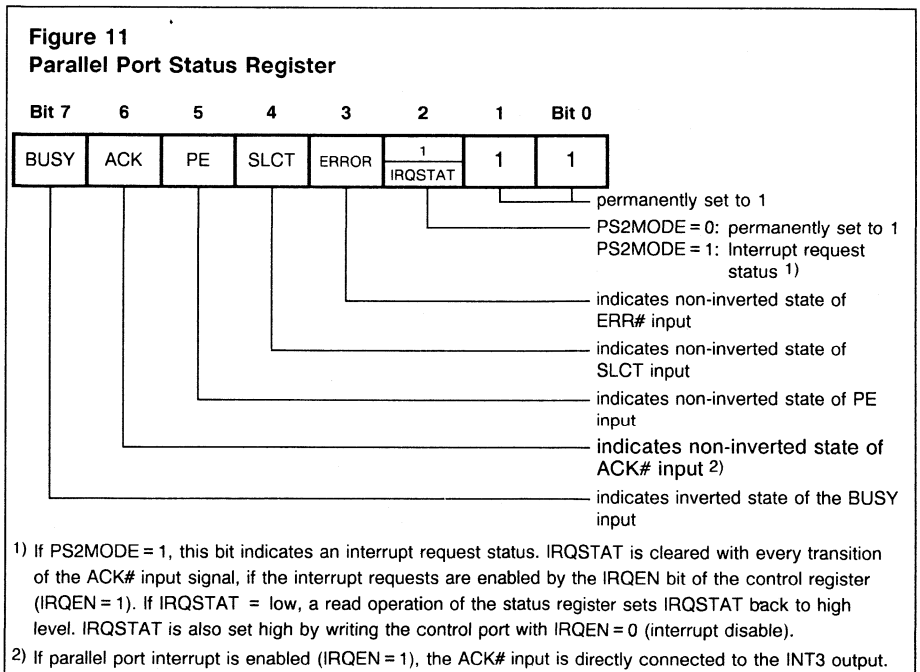 Figure 11
Parallel Port Status Register
Bit 7 6 5 4 3 2 1 Bit 0
BUSY ACK PE SLCT ERROR 1 IRQSTAT 1 1
permanently set to 1
PS2MODE = 0: permanently set to 1
PS2MODE = 1: Interrupt request
status 1)
indicates non-inverted state of
ERR# input
indicates non-inverted state of
SLCT input
indicates non-inverted state of PE
input
indicates non-inverted state of
ACK# input 2)
indicates inverted state of the BUSY
input
1) If PS2MODE = 1, this bit indicates an interrupt request status. IRQSTAT is cleared with every transition
of the ACK# input signal, if the interrupt requests are enabled by the IRQEN bit of the control register
(IRQEN = 1). If IRQSTAT = low, a read operation of the status register sets IRQSTAT back to high
level. IRQSTAT is also set high by writing the control port with IRQEN = 0 (interrupt disable).
2) If parallel port interrupt is enabled (IRQEN = 1), the ACK# input is directly connected to the INT3 output.